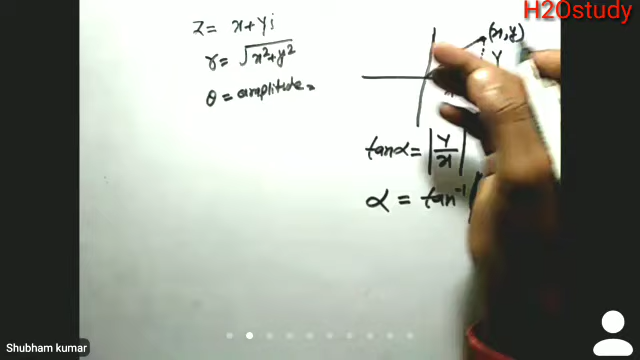 H2Ostudy
z = x + yi
r = √x²+y²
θ = amplitude =
(x, y)
y
x
tanα = |y/x|
α = tan⁻¹|
Shubham kumar